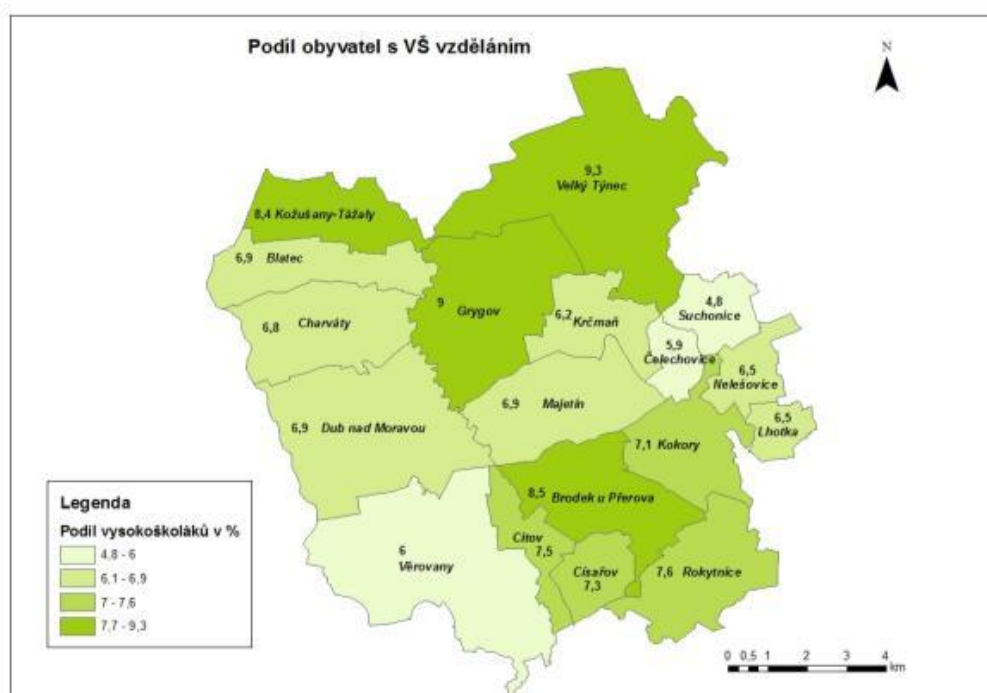 Podíl obyvatel s VŠ vzděláním
N
9,3
Velký Týnec
8,4 Kožušany-Tážaly
6,9 Blatec
9 Grygov
4,8
Suchonice
6,8 Charváty
6,2 Krčmaň
5,9
Čelechovice
6,5
Nelešovice
6,9 Majetín
6,5
Lhotka
6,9 Dub nad Moravou
7,1 Kokory
8,5 Brodek u Přerova
Citov
7,5
6
Věrovany
Císařov
7,3
7,6 Rokytnice
Legenda
Podíl vysokoškoláků v %
4,8 - 6
6,1 - 6,9
7 - 7,6
7,7 - 9,3
0 0,5 1 2 3 4
km